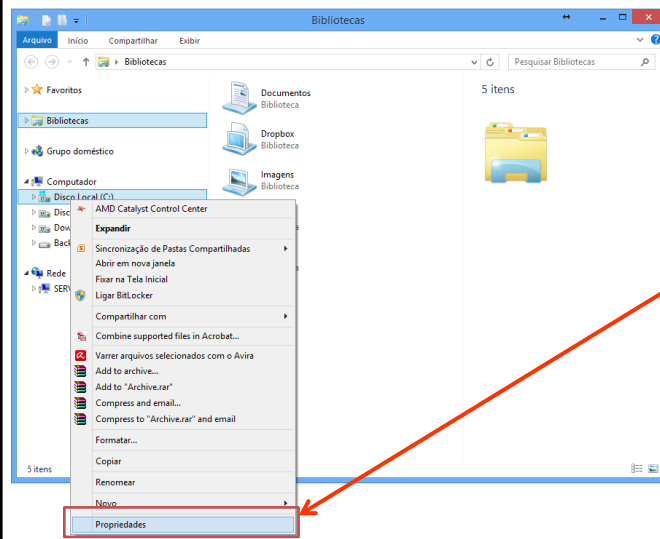 Bibliotecas
Arquivo Início Compartilhar Exibir
Bibliotecas
Pesquisar Bibliotecas
Favoritos
Bibliotecas
Grupo doméstico
Computador
Disco Local (C:)
Disc
Dow
Back
Rede
SER
Documentos
Biblioteca
Dropbox
Biblioteca
Imagens
Biblioteca
5 itens
AMD Catalyst Control Center
Expandir
Sincronização de Pastas Compartilhadas
Abrir em nova janela
Fixar na Tela Inicial
Ligar BitLocker
Compartilhar com
Combine supported files in Acrobat...
Varrer arquivos selecionados com o Avira
Add to archive...
Add to "Archive.rar"
Compress and email...
Compress to "Archive.rar" and email
Formatar...
Copiar
Renomear
Novo
Propriedades
5 itens